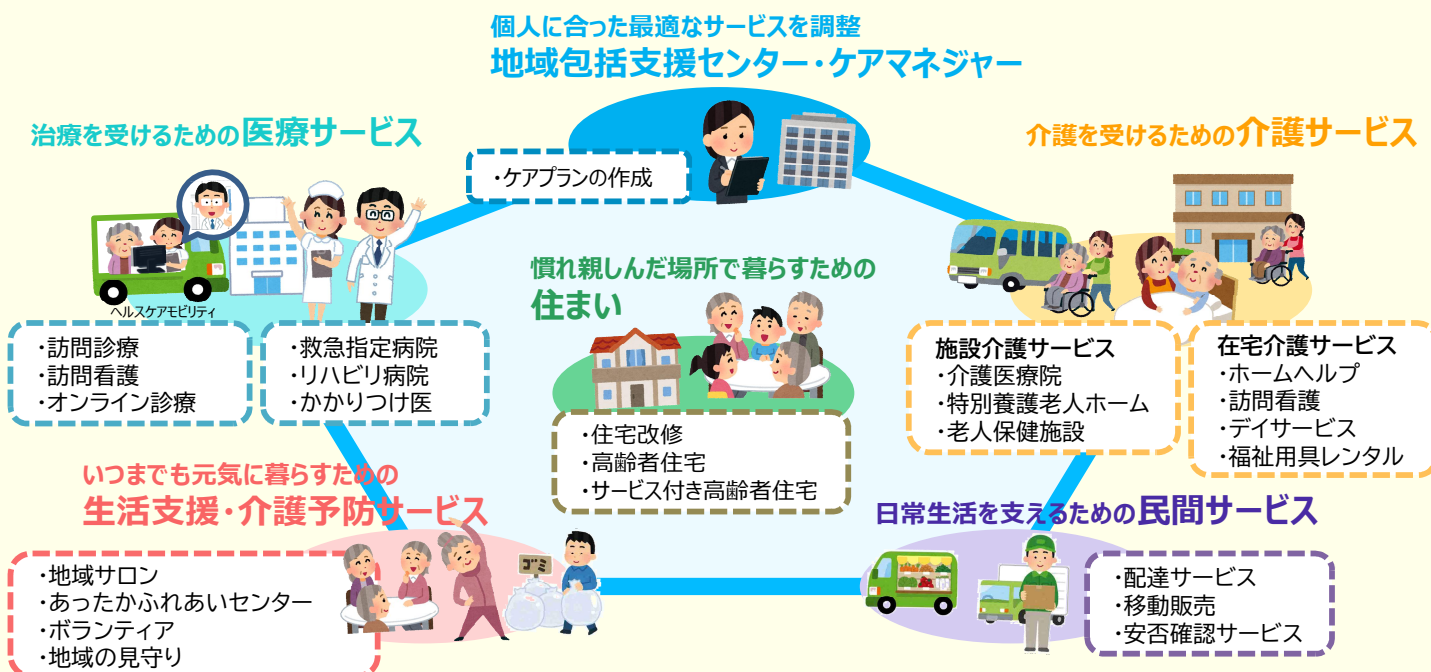 個人に合った最適なサービスを調整
地域包括支援センター・ケアマネジャー
・ケアプランの作成
治療を受けるための医療サービス
ヘルスケアモビリティ
・訪問診療
・訪問看護
・オンライン診療
・救急指定病院
・リハビリ病院
・かかりつけ医
介護を受けるための介護サービス
施設介護サービス
・介護医療院
・特別養護老人ホーム
・老人保健施設
在宅介護サービス
・ホームヘルプ
・訪問看護
・デイサービス
・福祉用具レンタル
慣れ親しんだ場所で暮らすための
住まい
・住宅改修
・高齢者住宅
・サービス付き高齢者住宅
いつまでも元気に暮らすための
生活支援・介護予防サービス
ゴミ
・地域サロン
・あったかふれあいセンター
・ボランティア
・地域の見守り
日常生活を支えるための民間サービス
・配達サービス
・移動販売
・安否確認サービス